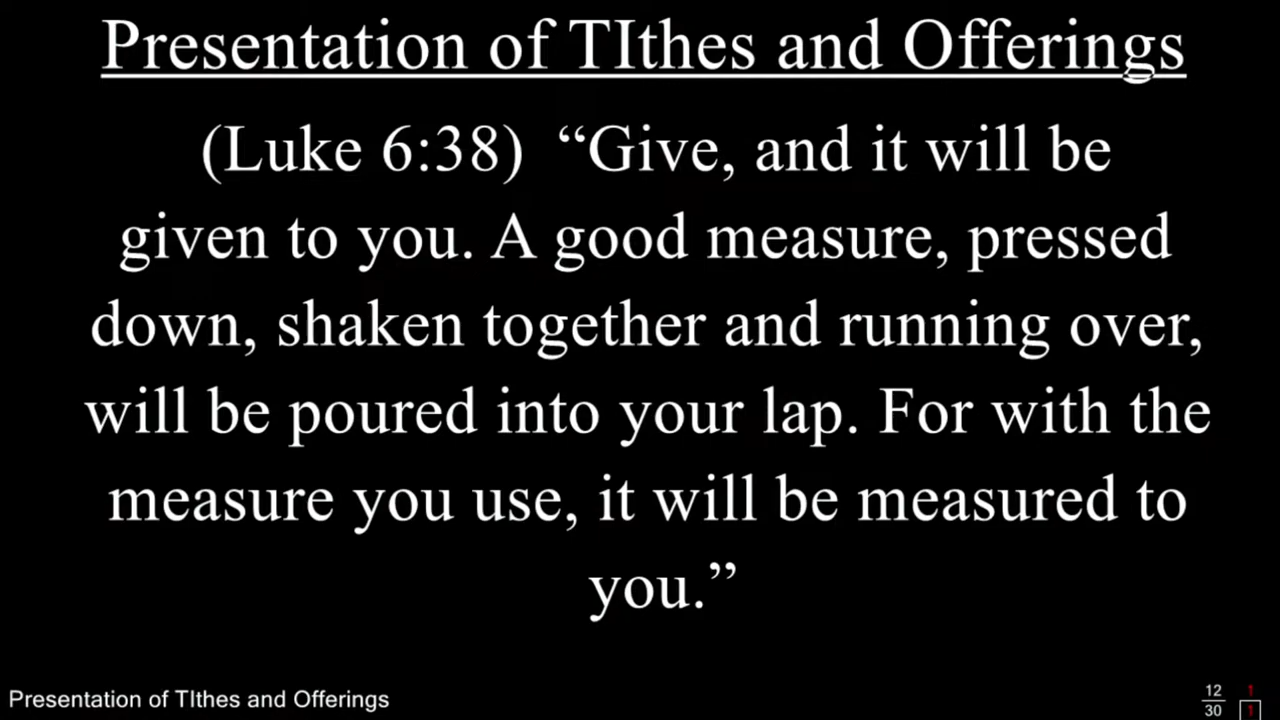 Presentation of TIthes and Offerings
(Luke 6:38) “Give, and it will be
given to you. A good measure, pressed
down, shaken together and running over,
will be poured into your lap. For with the
measure you use, it will be measured to
you.”
Presentation of TIthes and Offerings
12 1
30 1